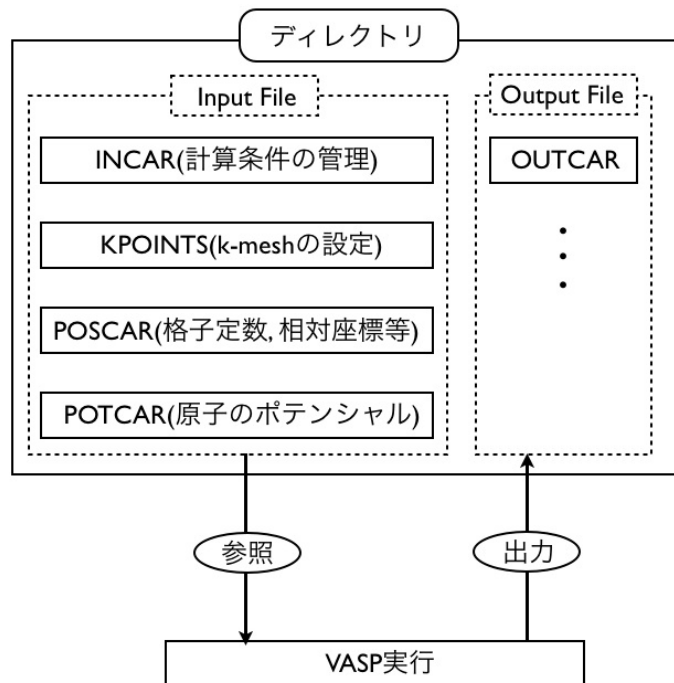 ディレクトリ
Input File
INCAR(計算条件の管理)
KPOINTS(k-meshの設定)
POSCAR(格子定数, 相対座標等)
POTCAR(原子のポテンシャル)
Output File
OUTCAR
参照
出力
VASP実行